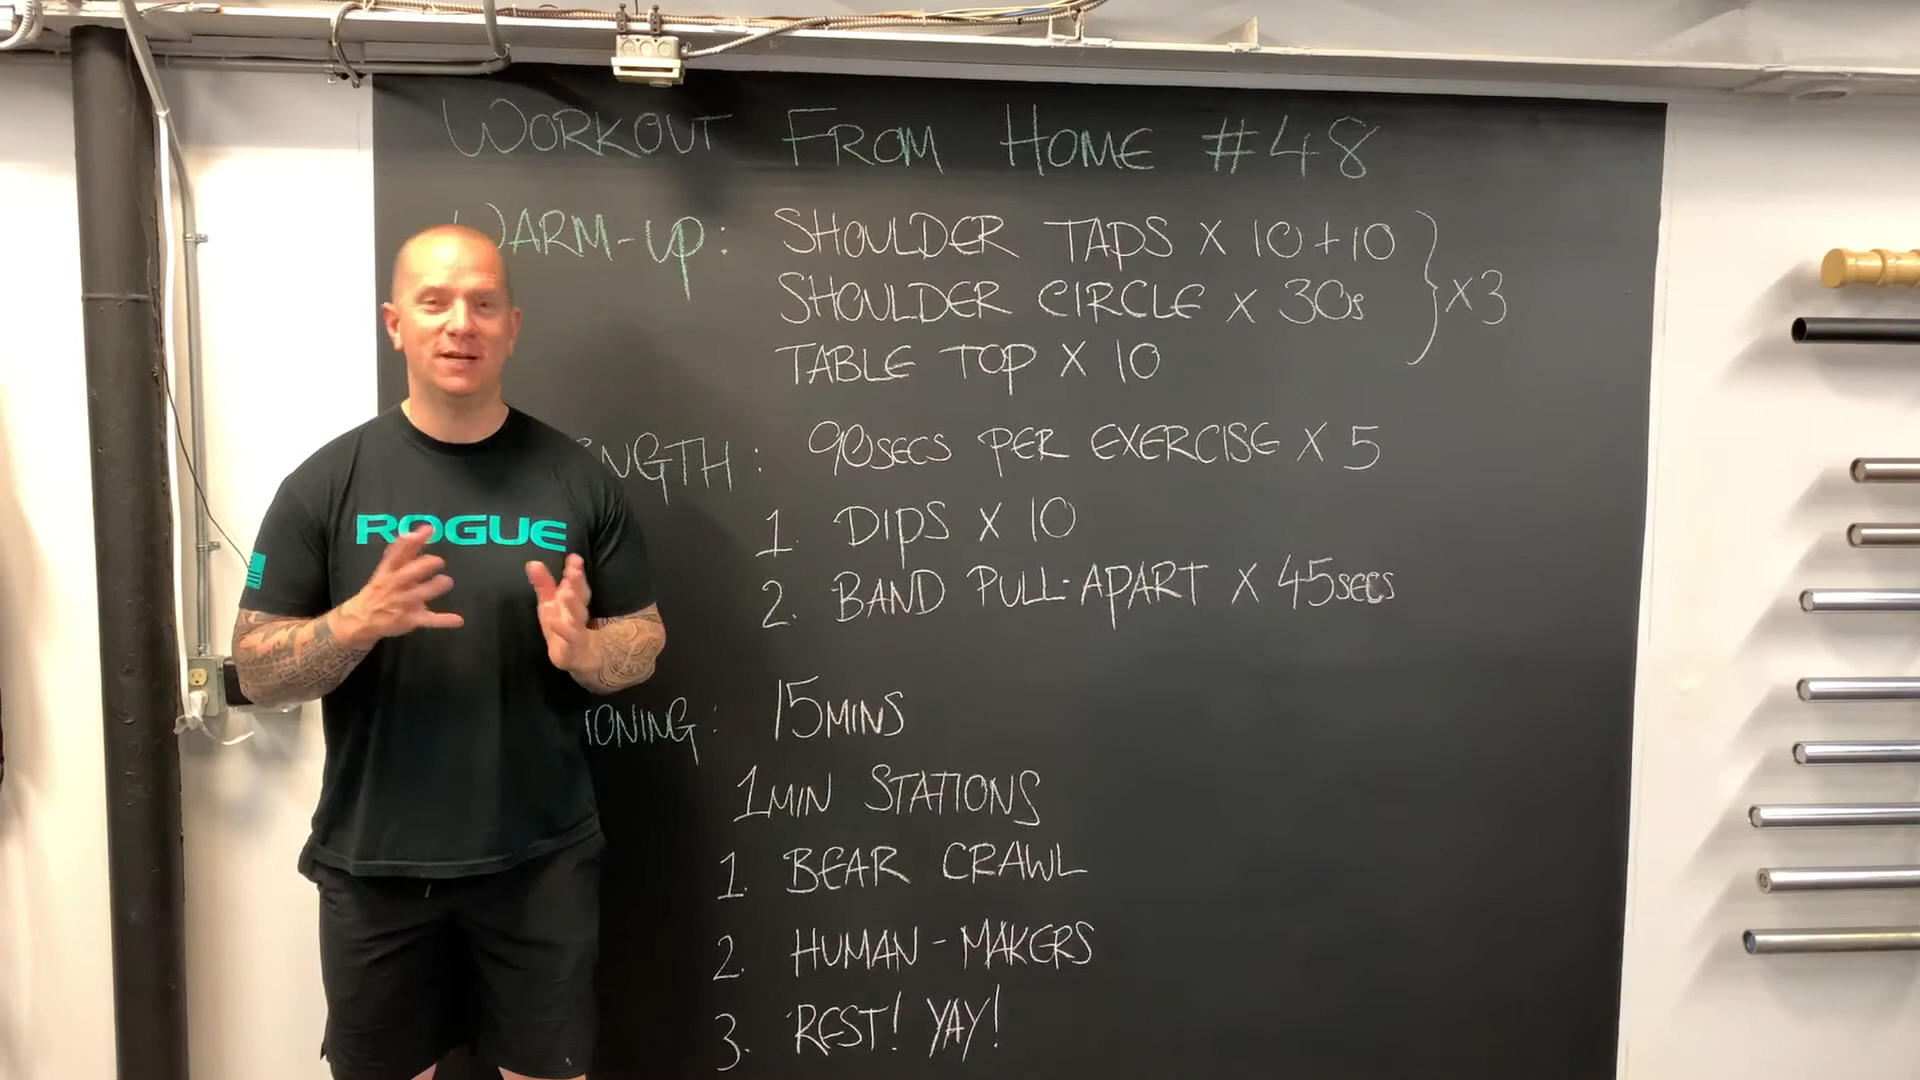 WORKOUT FROM HOME #48
WARM-UP: SHOULDER TAPS X 10+10
SHOULDER CIRCLE X 30s } X3
TABLE TOP X 10
NGTH: 90SECS PER EXERCISE X 5
1. DIPS X 10
2. BAND PULL-APART X 45SECS
IONING: 15MINS
1MIN STATIONS
1. BEAR CRAWL
2. HUMAN-MAKERS
3. REST! YAY!
ROGUE